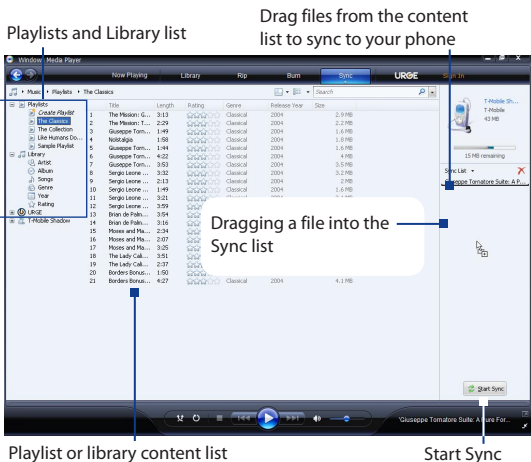 Drag files from the content
list to sync to your phone
Playlists and Library list
Windows Media Player
Now Playing Library Rip Burn Sync URGE Sign In
Music Playlists The Classics Search
Playlists
Create Playlist
The Classics
The Collection
Like Humans Do...
Sample Playlist
Library
Artist
Album
Songs
Genre
Year
Rating
URGE
T-Mobile Shadow
Title Length Rating Genre Release Year Size
1 The Mission: G... 3:13 Classical 2004 2.9 MB
2 The Mission: T... 2:29 Classical 2004 2.2 MB
3 Giuseppe Torn... 1:49 Classical 2004 1.6 MB
4 Nostalgia 1:58 Classical 2004 1.8 MB
5 Giuseppe Torn... 1:44 Classical 2004 1.6 MB
6 Giuseppe Torn... 4:22 Classical 2004 4 MB
7 Giuseppe Torn... 3:53 Classical 2004 3.5 MB
8 Sergio Leone ... 3:32 Classical 2004 3.2 MB
9 Sergio Leone ... 2:13 Classical 2004 2 MB
10 Sergio Leone ... 1:49 Classical 2004 1.6 MB
11 Sergio Leone ... 3:21
12 Sergio Leone ... 3:59
13 Brian de Palm... 3:54
14 Brian de Palm... 3:16
15 Moses and Ma... 2:34
16 Moses and Ma... 2:07
17 Moses and Ma... 3:25
18 The Lady Cali... 3:51
19 The Lady Cali... 2:37
20 Borders Bonus... 1:50
21 Borders Bonus... 4:27 Classical 2004 4.1 MB
T-Mobile Sh...
T-Mobile
43 MB
15 MB remaining
Sync List
Giuseppe Tornatore Suite: A P...
Dragging a file into the
Sync list
Start Sync
'Giuseppe Tornatore Suite: A Pure For...
Playlist or library content list
Start Sync